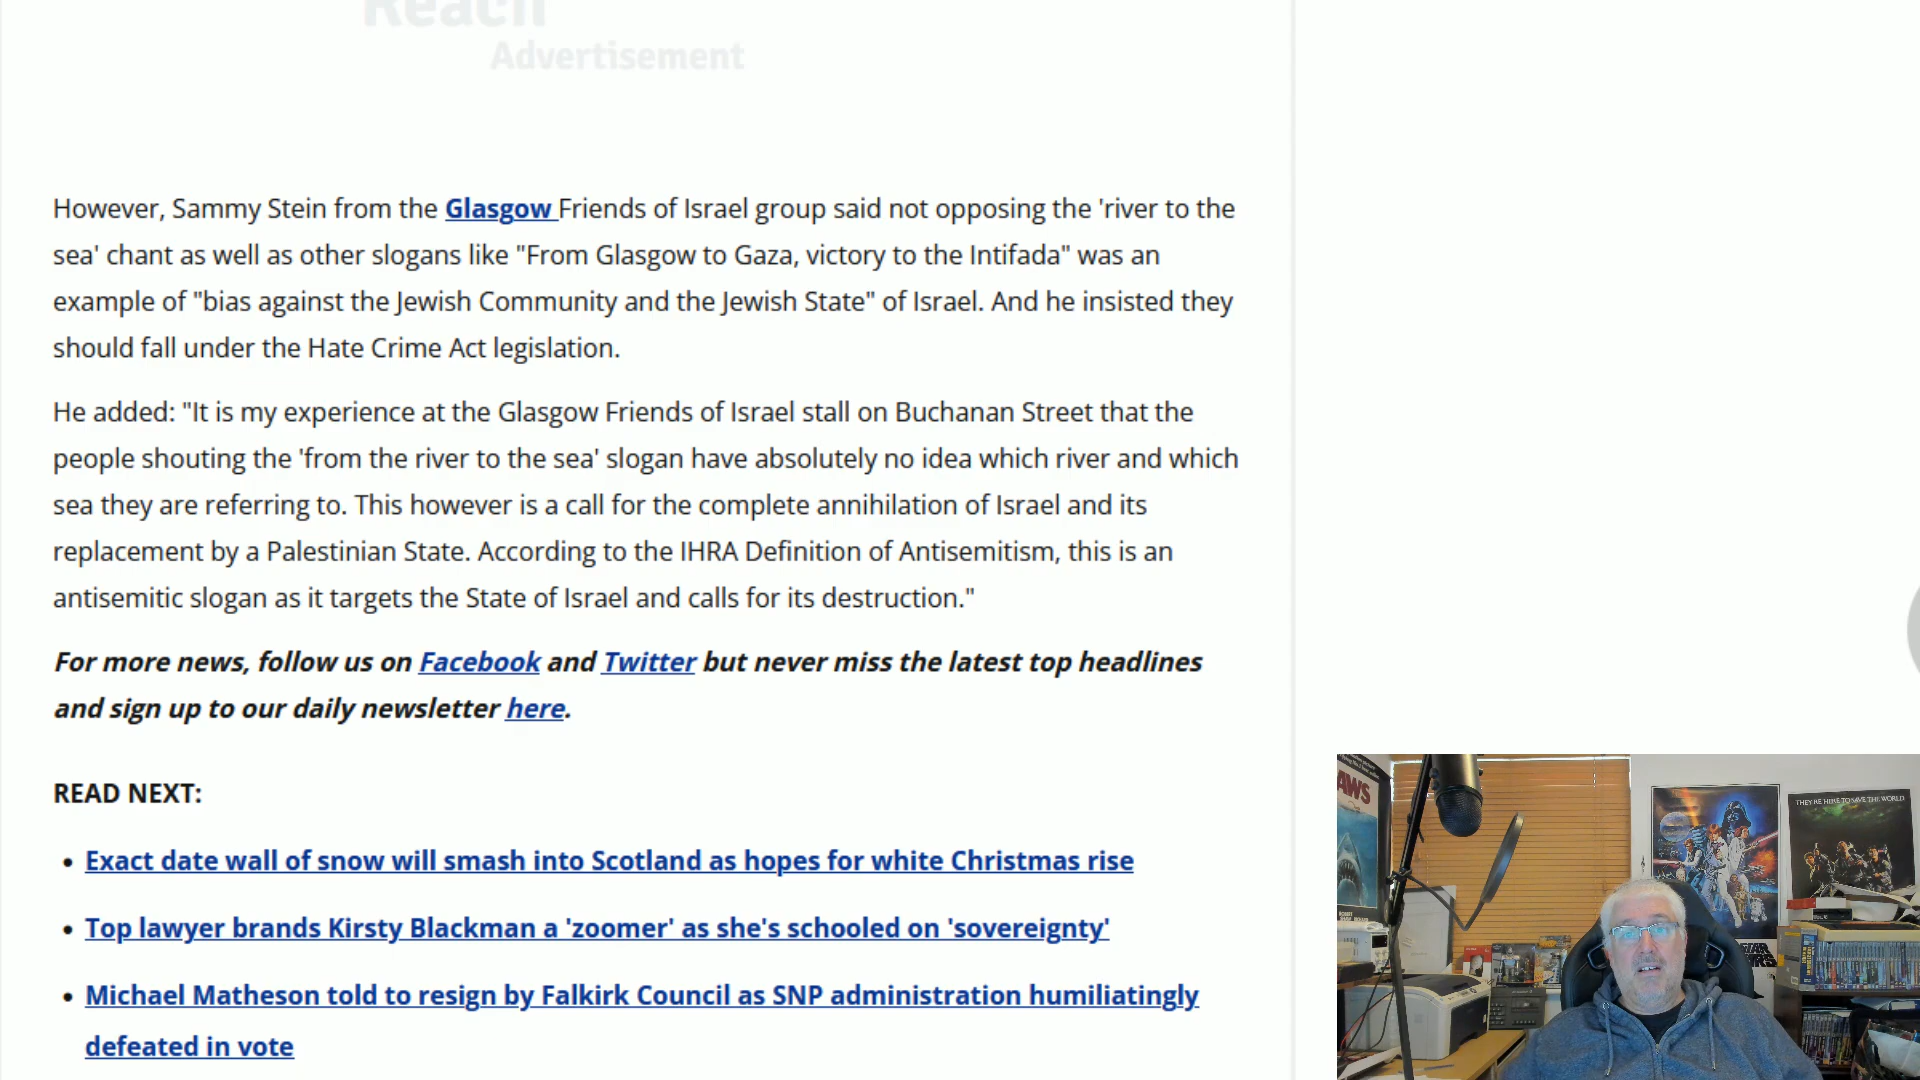 Reach
Advertisement
However, Sammy Stein from the Glasgow Friends of Israel group said not opposing the 'river to the
sea' chant as well as other slogans like "From Glasgow to Gaza, victory to the Intifada" was an
example of "bias against the Jewish Community and the Jewish State" of Israel. And he insisted they
should fall under the Hate Crime Act legislation.
He added: "It is my experience at the Glasgow Friends of Israel stall on Buchanan Street that the
people shouting the 'from the river to the sea' slogan have absolutely no idea which river and which
sea they are referring to. This however is a call for the complete annihilation of Israel and its
replacement by a Palestinian State. According to the IHRA Definition of Antisemitism, this is an
antisemitic slogan as it targets the State of Israel and calls for its destruction."
For more news, follow us on Facebook and Twitter but never miss the latest top headlines
and sign up to our daily newsletter here.
READ NEXT:
• Exact date wall of snow will smash into Scotland as hopes for white Christmas rise
• Top lawyer brands Kirsty Blackman a 'zoomer' as she's schooled on 'sovereignty'
• Michael Matheson told to resign by Falkirk Council as SNP administration humiliatingly
defeated in vote
AWS
THEY'RE HERE TO SAVE THE WORLD